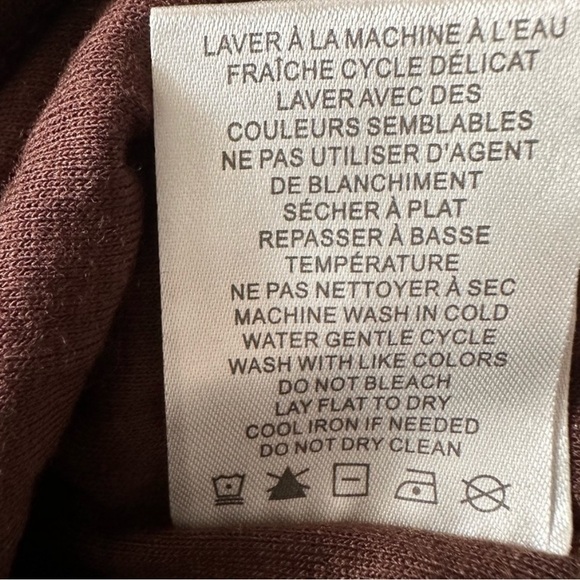 LAVER À LA MACHINE À L'EAU
FRAÎCHE CYCLE DÉLICAT
LAVER AVEC DES
COULEURS SEMBLABLES
NE PAS UTILISER D'AGENT
DE BLANCHIMENT
SÉCHER À PLAT
REPASSER À BASSE
TEMPÉRATURE
NE PAS NETTOYER À SEC
MACHINE WASH IN COLD
WATER GENTLE CYCLE
WASH WITH LIKE COLORS
DO NOT BLEACH
LAY FLAT TO DRY
COOL IRON IF NEEDED
DO NOT DRY CLEAN